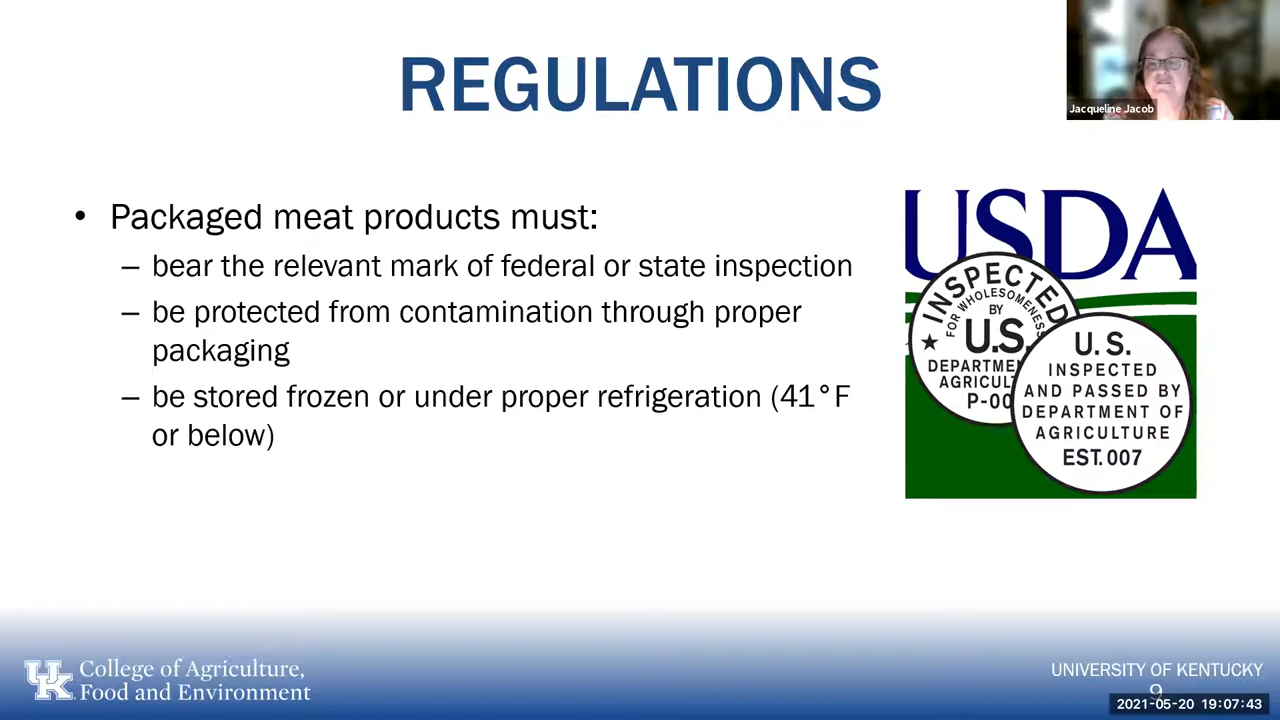 REGULATIONS
Jacqueline Jacob
• Packaged meat products must:
– bear the relevant mark of federal or state inspection
– be protected from contamination through proper
packaging
– be stored frozen or under proper refrigeration (41°F
or below)
USDA
INSPECTED
FOR WHOLESOMENESS
BY
U.S.
AGRICUL
P-00
U. S.
INSPECTED
AND PASSED BY
DEPARTMENT OF
AGRICULTURE
EST. 007
UK College of Agriculture,
Food and Environment
UNIVERSITY OF KENTUCKY
9
2021-05-20 19:07:43